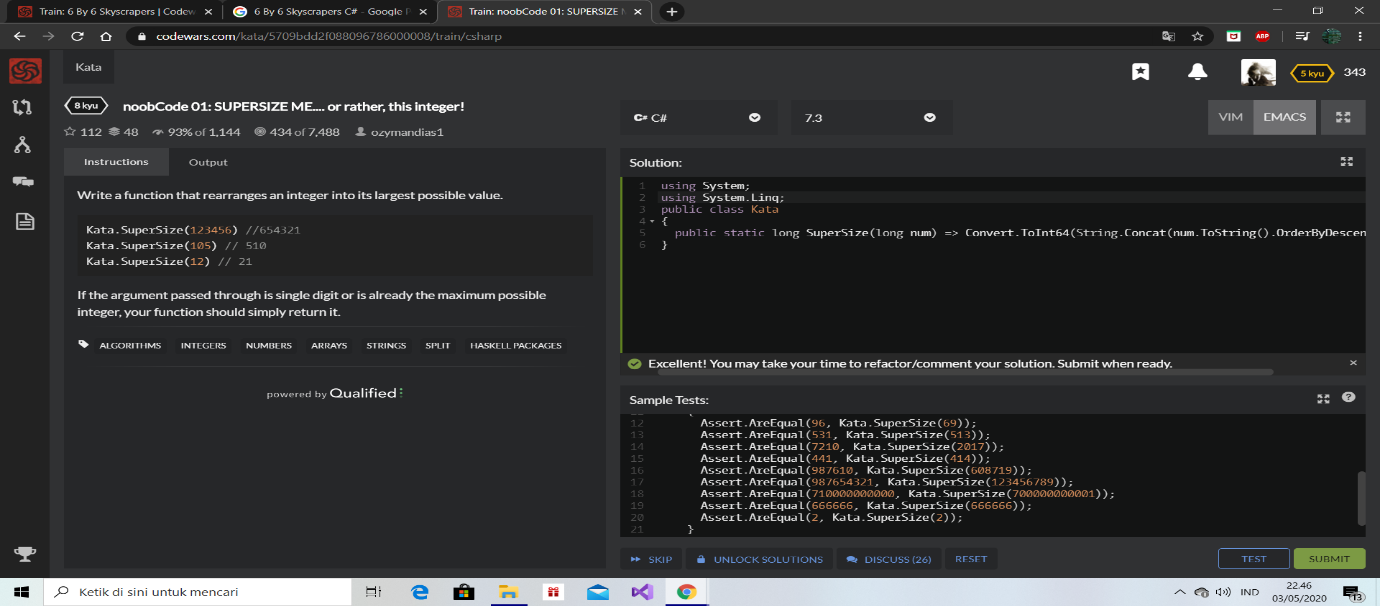 Train: 6 By 6 Skyscrapers | Codew
6 By 6 Skyscrapers C# - Google P
Train: noobCode 01: SUPERSIZE M
codewars.com/kata/5709bdd2f088096786000008/train/csharp
ABP
Kata
5 kyu
343
8 kyu
noobCode 01: SUPERSIZE ME.... or rather, this integer!
112 48 93% of 1,144 434 of 7,488 ozymandias1
C# C#
7.3
VIM
EMACS
Instructions
Output
Write a function that rearranges an integer into its largest possible value.
Kata.SuperSize(123456) //654321
Kata.SuperSize(105) // 510
Kata.SuperSize(12) // 21
If the argument passed through is single digit or is already the maximum possible
integer, your function should simply return it.
ALGORITHMS INTEGERS NUMBERS ARRAYS STRINGS SPLIT HASKELL PACKAGES
powered by Qualified
Solution:
1 using System;
2 using System.Linq;
3 public class Kata
4 {
5 public static long SuperSize(long num) => Convert.ToInt64(String.Concat(num.ToString().OrderByDescen
6 }
Excellent! You may take your time to refactor/comment your solution. Submit when ready.
Sample Tests:
12 Assert.AreEqual(96, Kata.SuperSize(69));
13 Assert.AreEqual(531, Kata.SuperSize(513));
14 Assert.AreEqual(7210, Kata.SuperSize(2017));
15 Assert.AreEqual(441, Kata.SuperSize(414));
16 Assert.AreEqual(987610, Kata.SuperSize(608719));
17 Assert.AreEqual(987654321, Kata.SuperSize(123456789));
18 Assert.AreEqual(710000000000, Kata.SuperSize(700000000001));
19 Assert.AreEqual(666666, Kata.SuperSize(666666));
20 Assert.AreEqual(2, Kata.SuperSize(2));
21 }
SKIP
UNLOCK SOLUTIONS
DISCUSS (26)
RESET
TEST
SUBMIT
Ketik di sini untuk mencari
IND
22.46
03/05/2020
13